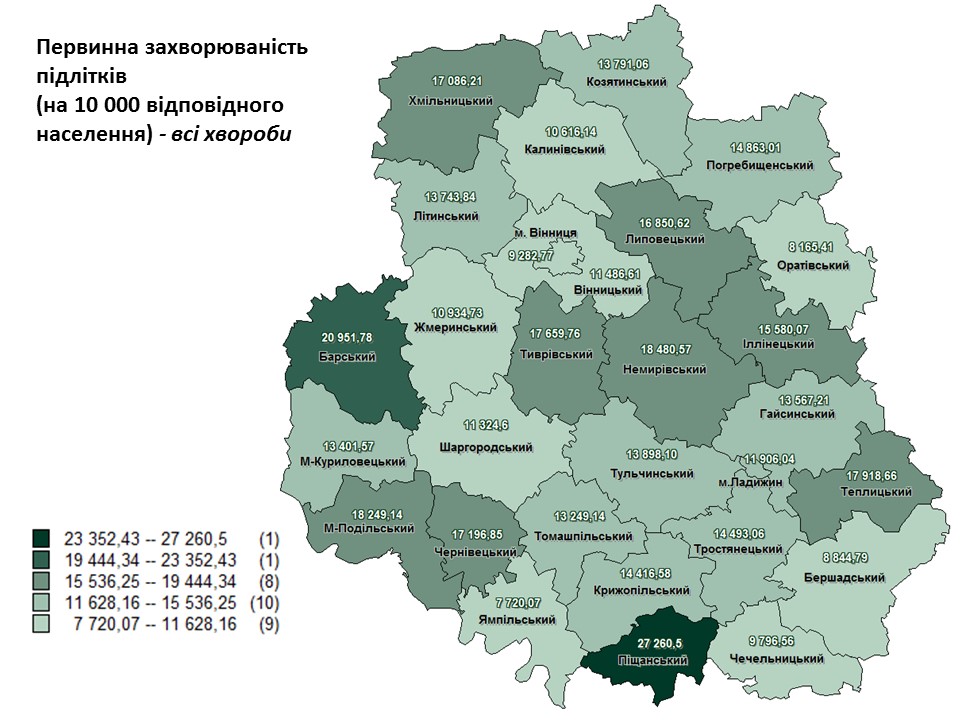 Первинна захворюваність
підлітків
(на 10 000 відповідного
населення) - всі хвороби
13 791,06
Козятинський
17 086,21
Хмільницький
10 616,14
Калинівський
14 863,01
Погребищенський
13 743,84
Літинський
16 850,62
Липовецький
м. Вінниця
9 282,77
8 165,41
Оратівський
11 486,61
Вінницький
10 934,73
Жмеринський
20 951,78
Барський
17 659,76
Тиврівський
18 480,57
Немирівський
15 580,07
Іллінецький
13 567,21
Гайсинський
11 324,6
Шаргородський
13 401,57
М-Куриловецький
13 898,10
Тульчинський
11 906,04
м.Ладижин
17 918,66
Теплицький
18 249,14
М-Подільський
17 196,85
Чернівецький
13 249,14
Томашпільський
14 493,06
Тростянецький
8 844,79
Бершадський
14 416,58
Крижопільський
7 720,07
Ямпільський
27 260,5
Піщанський
9 796,56
Чечельницький
23 352,43 -- 27 260,5 (1)
19 444,34 -- 23 352,43 (1)
15 536,25 -- 19 444,34 (8)
11 628,16 -- 15 536,25 (10)
7 720,07 -- 11 628,16 (9)